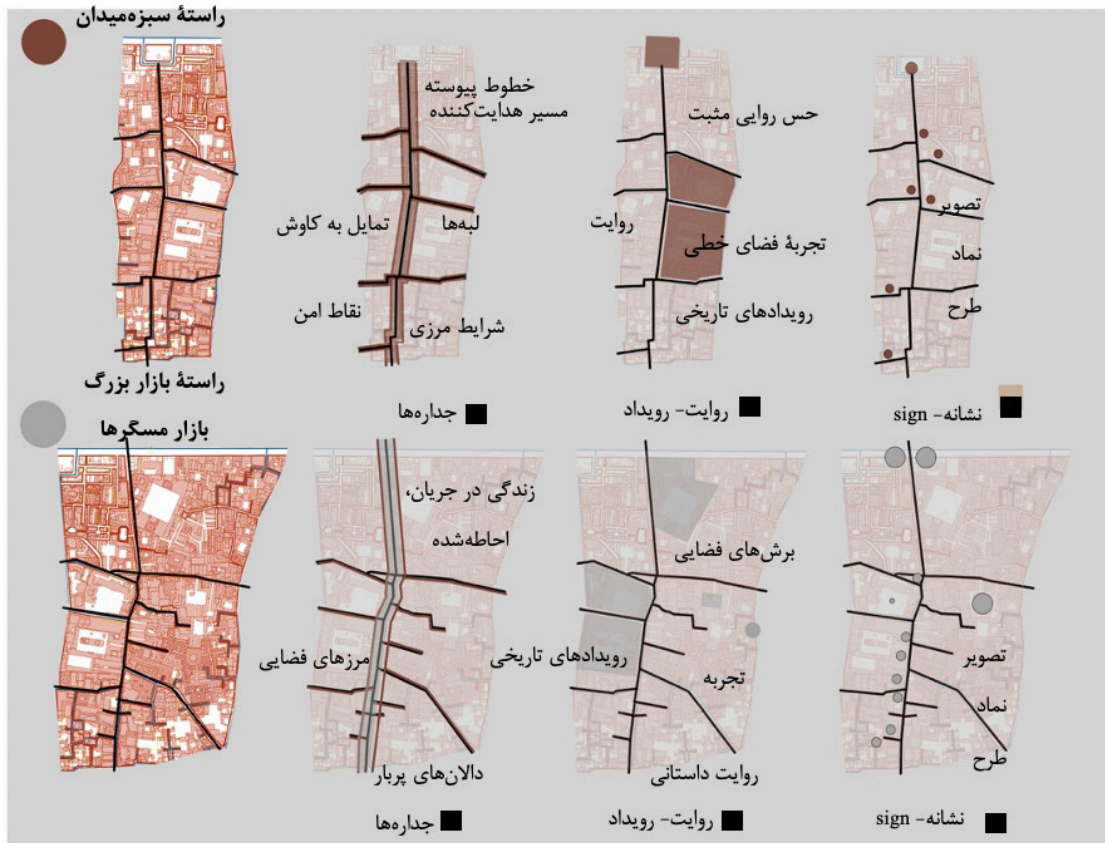 راستهٔ سبزه‌میدان
خطوط پیوسته
مسیر هدایت‌کننده
حس روایی مثبت
تصویر
لبه‌ها
تمایل به کاوش
روایت
تجربهٔ فضای خطی
نماد
نقاط امن
شرایط مرزی
رویدادهای تاریخی
طرح
راستهٔ بازار بزرگ
جداره‌ها
روایت- رویداد
نشانه- sign
بازار مسگرها
زندگی در جریان،
احاطه‌شده
برش‌های فضایی
مرزهای فضایی
رویدادهای تاریخی
تجربه
تصویر
نماد
طرح
دالان‌های پربار
روایت داستانی
جداره‌ها
روایت- رویداد
نشانه- sign